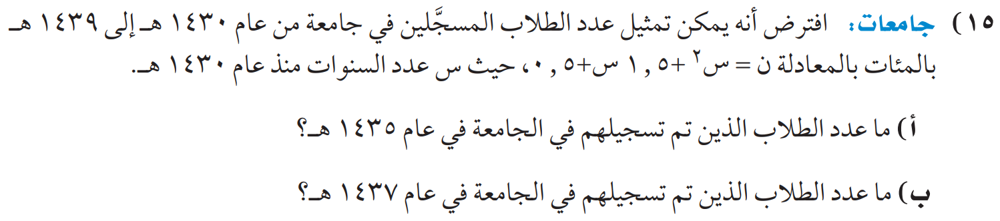 ١٥) جامعات: افترض أنه يمكن تمثيل عدد الطلاب المسجَّلين في جامعة من عام ١٤٣٠ هـ إلى ١٤٣٩ هـ
بالمئات بالمعادلة ن = س٢ +١,٥ س+٠,٥، حيث س عدد السنوات منذ عام ١٤٣٠ هـ.
أ) ما عدد الطلاب الذين تم تسجيلهم في الجامعة في عام ١٤٣٥ هـ؟
ب) ما عدد الطلاب الذين تم تسجيلهم في الجامعة في عام ١٤٣٧ هـ؟